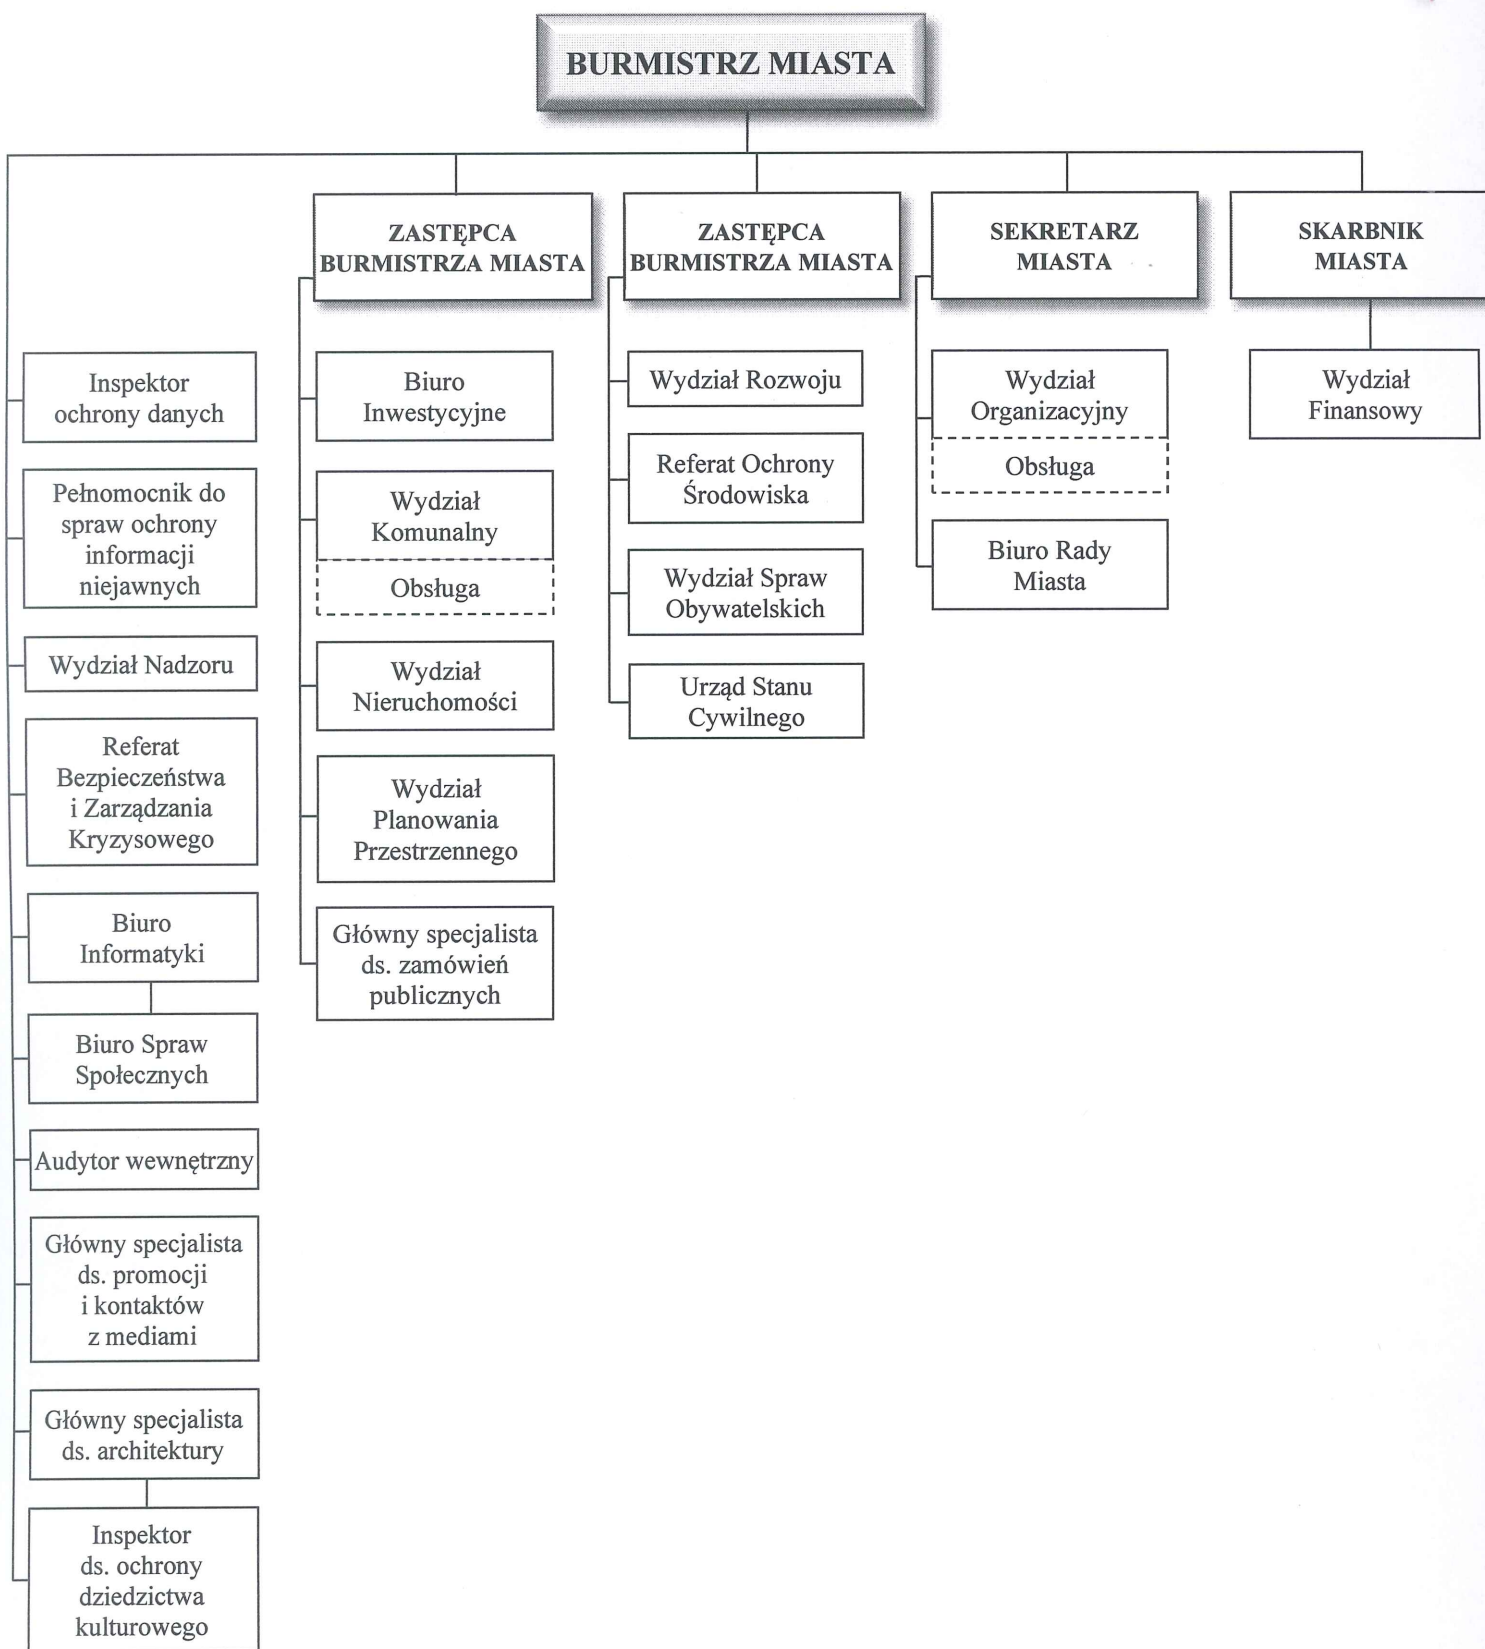 BURMISTRZ MIASTA
ZASTĘPCA
BURMISTRZA MIASTA
ZASTĘPCA
BURMISTRZA MIASTA
SEKRETARZ
MIASTA
SKARBNIK
MIASTA
Inspektor
ochrony danych
Pełnomocnik do
spraw ochrony
informacji
niejawnych
Wydział Nadzoru
Referat
Bezpieczeństwa
i Zarządzania
Kryzysowego
Biuro
Informatyki
Biuro Spraw
Społecznych
Audytor wewnętrzny
Główny specjalista
ds. promocji
i kontaktów
z mediami
Główny specjalista
ds. architektury
Inspektor
ds. ochrony
dziedzictwa
kulturowego
Biuro
Inwestycyjne
Wydział
Komunalny
Obsługa
Wydział
Nieruchomości
Wydział
Planowania
Przestrzennego
Główny specjalista
ds. zamówień
publicznych
Wydział Rozwoju
Referat Ochrony
Środowiska
Wydział Spraw
Obywatelskich
Urząd Stanu
Cywilnego
Wydział
Organizacyjny
Obsługa
Biuro Rady
Miasta
Wydział
Finansowy